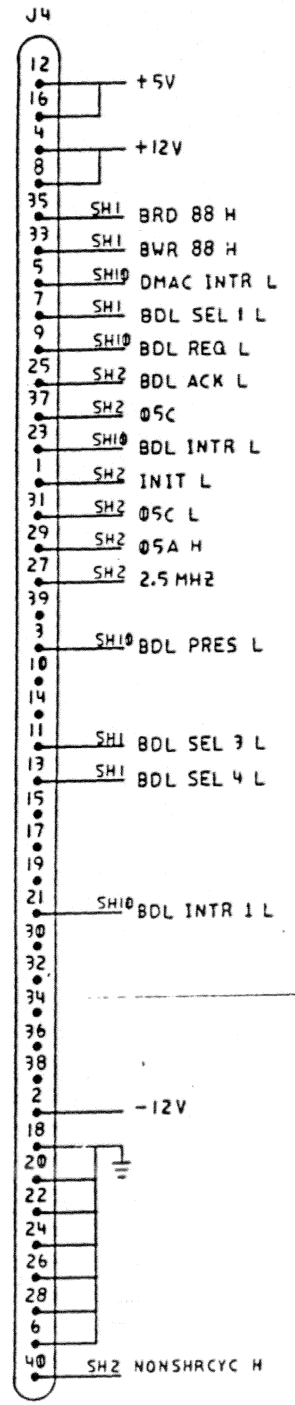 J4
12 +5V
16
4 +12V
8
35 SH1 BRD 88 H
33 SH1 BWR 88 H
5 SH10 DMAC INTR L
7 SH1 BDL SEL 1 L
9 SH10 BDL REQ L
25 SH2 BDL ACK L
37 SH2 05C
23 SH10 BDL INTR L
1 SH2 INIT L
31 SH2 05C L
29 SH2 05A H
27 SH2 2.5 MHZ
39
3 SH10 BDL PRES L
10
14
11 SH1 BDL SEL 3 L
13 SH1 BDL SEL 4 L
15
17
19
21 SH10 BDL INTR 1 L
30
32
34
36
38
2 -12V
18
20
22
24
26
28
6
40 SH2 NONSHRCYC H